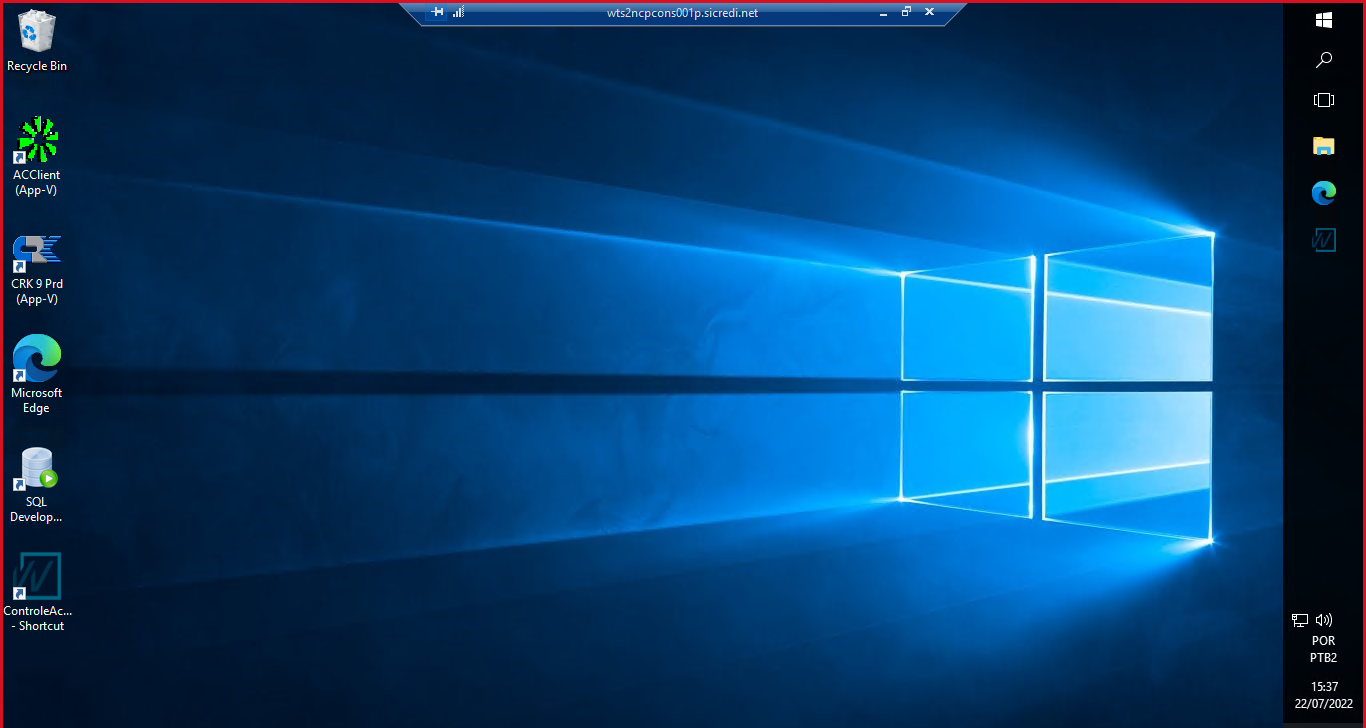 wts2ncpcons001p.sicredi.net
Recycle Bin
ACClient
(App-V)
CRK
CRK 9 Prd
(App-V)
Microsoft
Edge
SQL
Develop...
ControleAc...
- Shortcut
POR
PTB2
15:37
22/07/2022